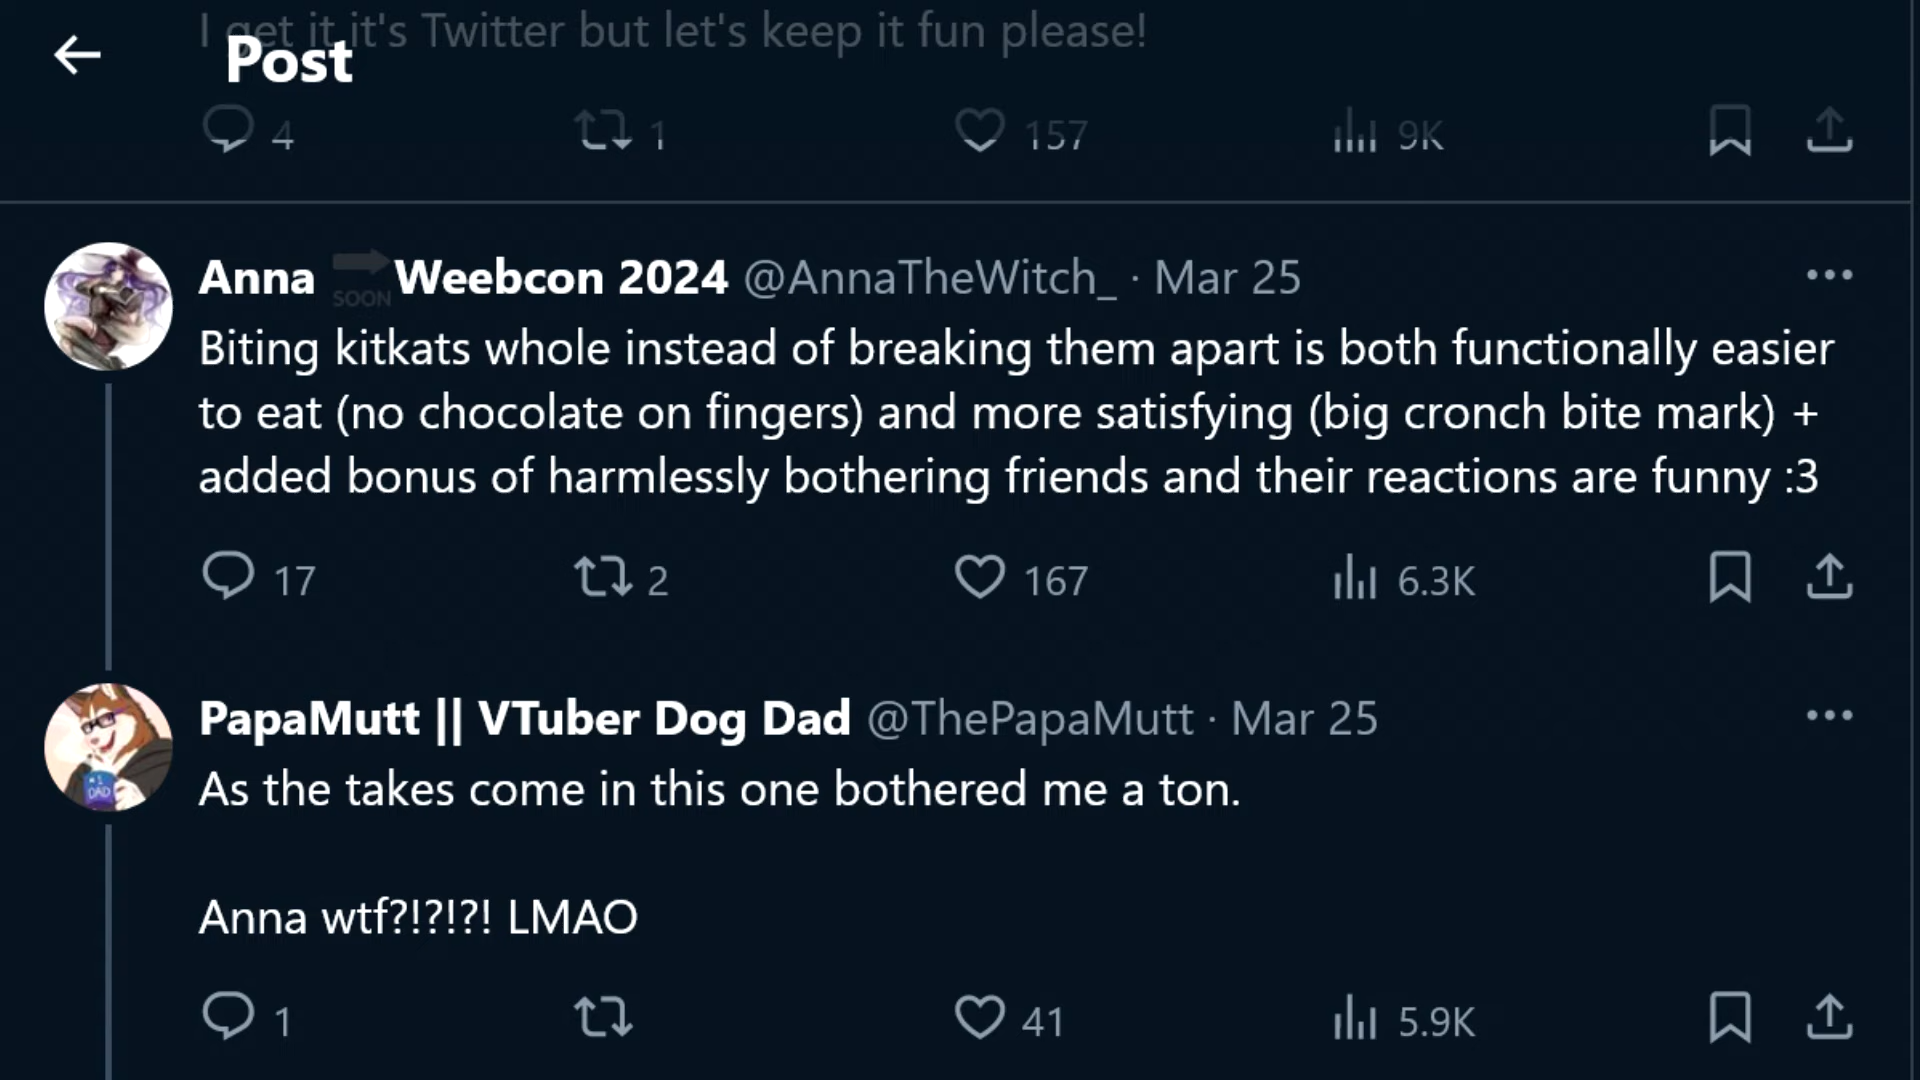 I get it it's Twitter but let's keep it fun please!
Post
4 1 157 9K
Anna SOON Weebcon 2024 @AnnaTheWitch_ · Mar 25
Biting kitkats whole instead of breaking them apart is both functionally easier
to eat (no chocolate on fingers) and more satisfying (big cronch bite mark) +
added bonus of harmlessly bothering friends and their reactions are funny :3
17 2 167 6.3K
PapaMutt || VTuber Dog Dad @ThePapaMutt · Mar 25
#1
DAD
As the takes come in this one bothered me a ton.
Anna wtf?!?!?! LMAO
1 41 5.9K